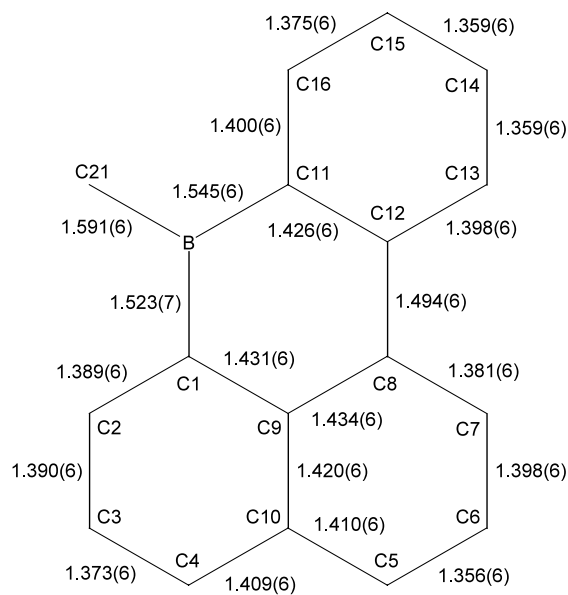 1.375(6) 1.359(6)
C15
C16 C14
1.400(6) 1.359(6)
C21 C11 C13
1.545(6) C12
1.591(6) 1.426(6) 1.398(6)
B
1.523(7) 1.494(6)
1.389(6) 1.431(6) 1.381(6)
C1 C8
C2 C9 1.434(6) C7
1.390(6) 1.420(6) 1.398(6)
C3 C10 1.410(6) C6
C4 C5
1.373(6) 1.409(6) 1.356(6)